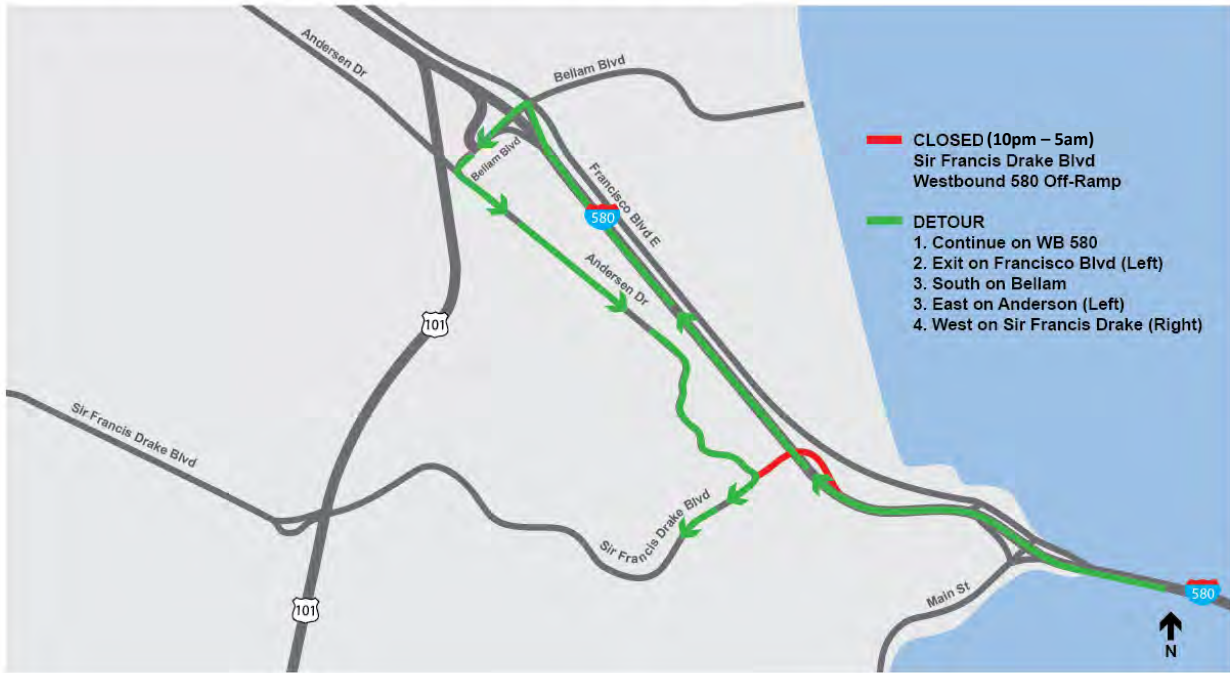 Andersen Dr
Bellam Blvd
Bellam Blvd
Francisco Blvd E
580
Andersen Dr
101
Sir Francis Drake Blvd
Sir Francis Drake Blvd
101
Main St
580
N
CLOSED (10pm – 5am)
Sir Francis Drake Blvd
Westbound 580 Off-Ramp
DETOUR
1. Continue on WB 580
2. Exit on Francisco Blvd (Left)
3. South on Bellam
3. East on Anderson (Left)
4. West on Sir Francis Drake (Right)